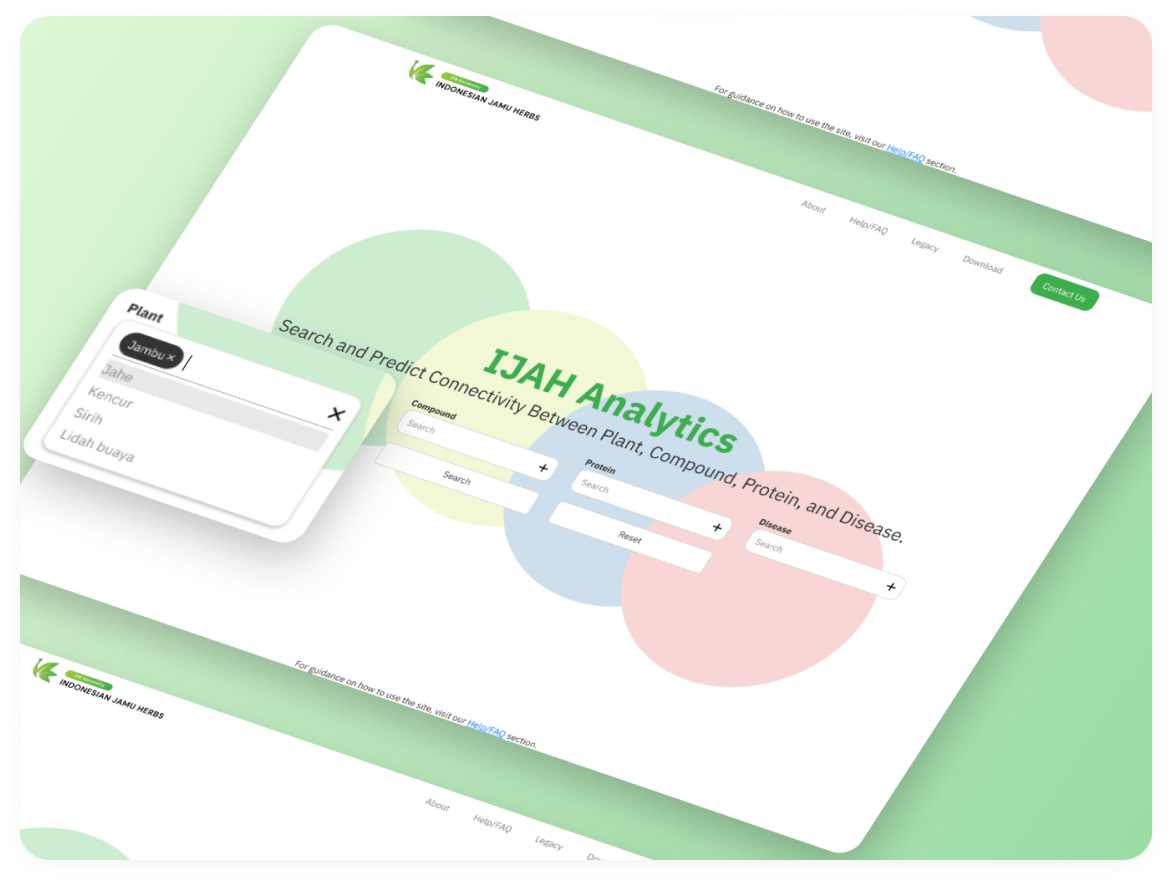 For guidance on how to use the site, visit our Help/FAQ section.
IPB University
INDONESIAN JAMU HERBS
About
Help/FAQ
Legacy
Download
Contact Us
IJAH Analytics
Search and Predict Connectivity Between Plant, Compound, Protein, and Disease.
Plant
Jambu ×
Jahe
Kencur
Sirih
Lidah buaya
Compound
Search
+
Protein
Search
+
Disease
Search
+
Search
Reset
For guidance on how to use the site, visit our Help/FAQ section.
IPB University
INDONESIAN JAMU HERBS
About
Help/FAQ
Legacy